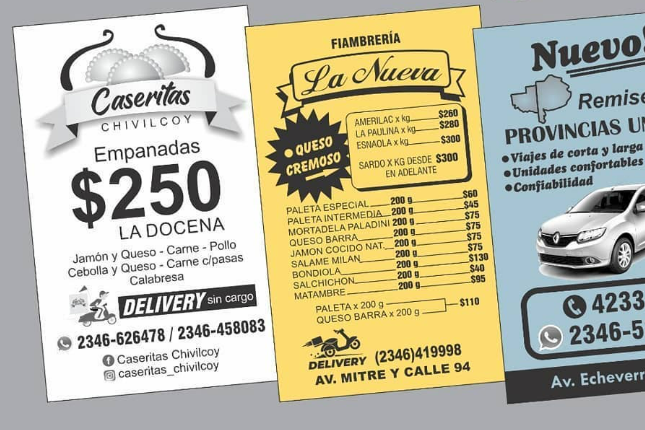 Caseritas
CHIVILCOY
Empanadas
$250
LA DOCENA
Jamón y Queso - Carne - Pollo
Cebolla y Queso - Carne c/pasas
Calabresa
DELIVERY sin cargo
2346-626478 / 2346-458083
Caseritas Chivilcoy
caseritas_chivilcoy
FIAMBRERÍA
La Nueva
QUESO
CREMOSO
AMERILAC x kg $260
LA PAULINA x kg $280
ESNAOLA x kg $300
SARDO X KG DESDE $300
EN ADELANTE
PALETA ESPECIAL 200 g $60
PALETA INTERMEDIA 200 g $45
MORTADELA PALADINI 200 g $75
QUESO BARRA 200 g $75
JAMON COCIDO NAT. 200 g $75
SALAME MILAN 200 g $75
BONDIOLA 200 g $130
SALCHICHON 200 g $40
MATAMBRE 200 g $95
PALETA x 200 g
QUESO BARRA x 200 g $110
DELIVERY (2346)419998
AV. MITRE Y CALLE 94
Nuevo!
Remise
PROVINCIAS UN
Viajes de corta y larga
Unidades confortables
Confiabilidad
4233
2346-5
Av. Echeverr